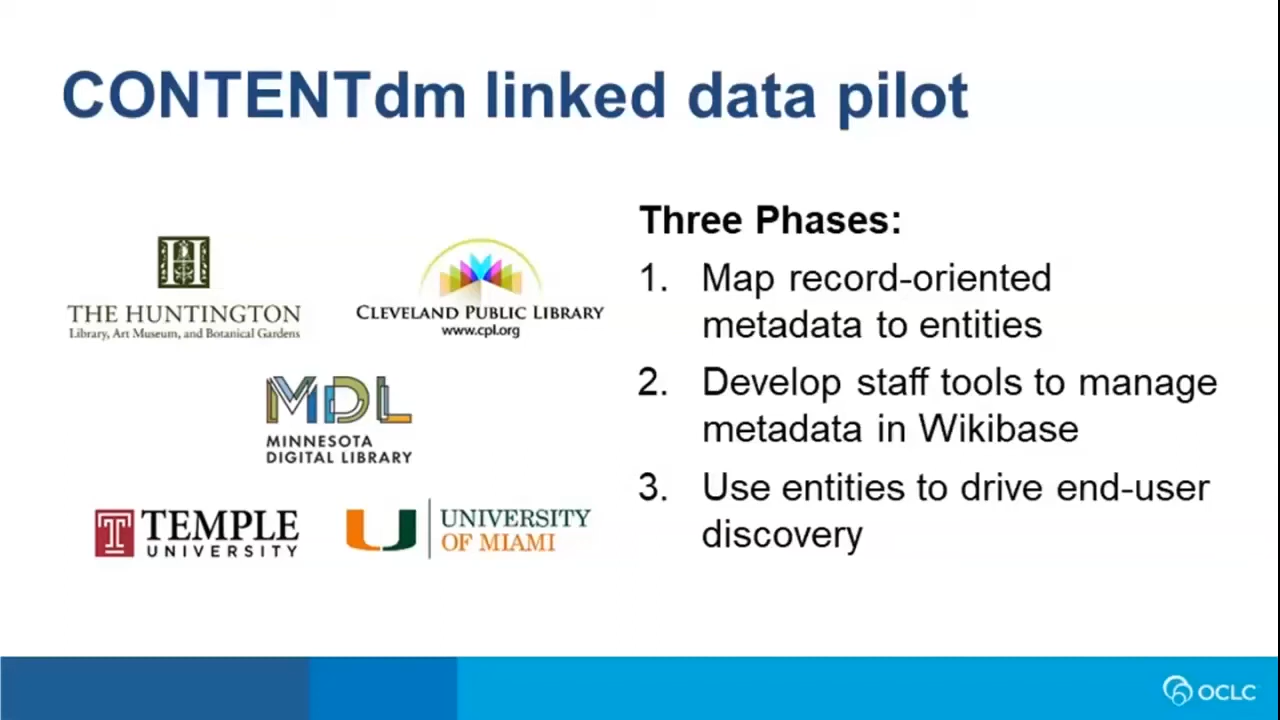 CONTENTdm linked data pilot
H
THE HUNTINGTON
Library, Art Museum, and Botanical Gardens
CLEVELAND PUBLIC LIBRARY
www.cpl.org
MDL
MINNESOTA
DIGITAL LIBRARY
TEMPLE
UNIVERSITY
UNIVERSITY
OF MIAMI
Three Phases:
1. Map record-oriented
metadata to entities
2. Develop staff tools to manage
metadata in Wikibase
3. Use entities to drive end-user
discovery
OCLC